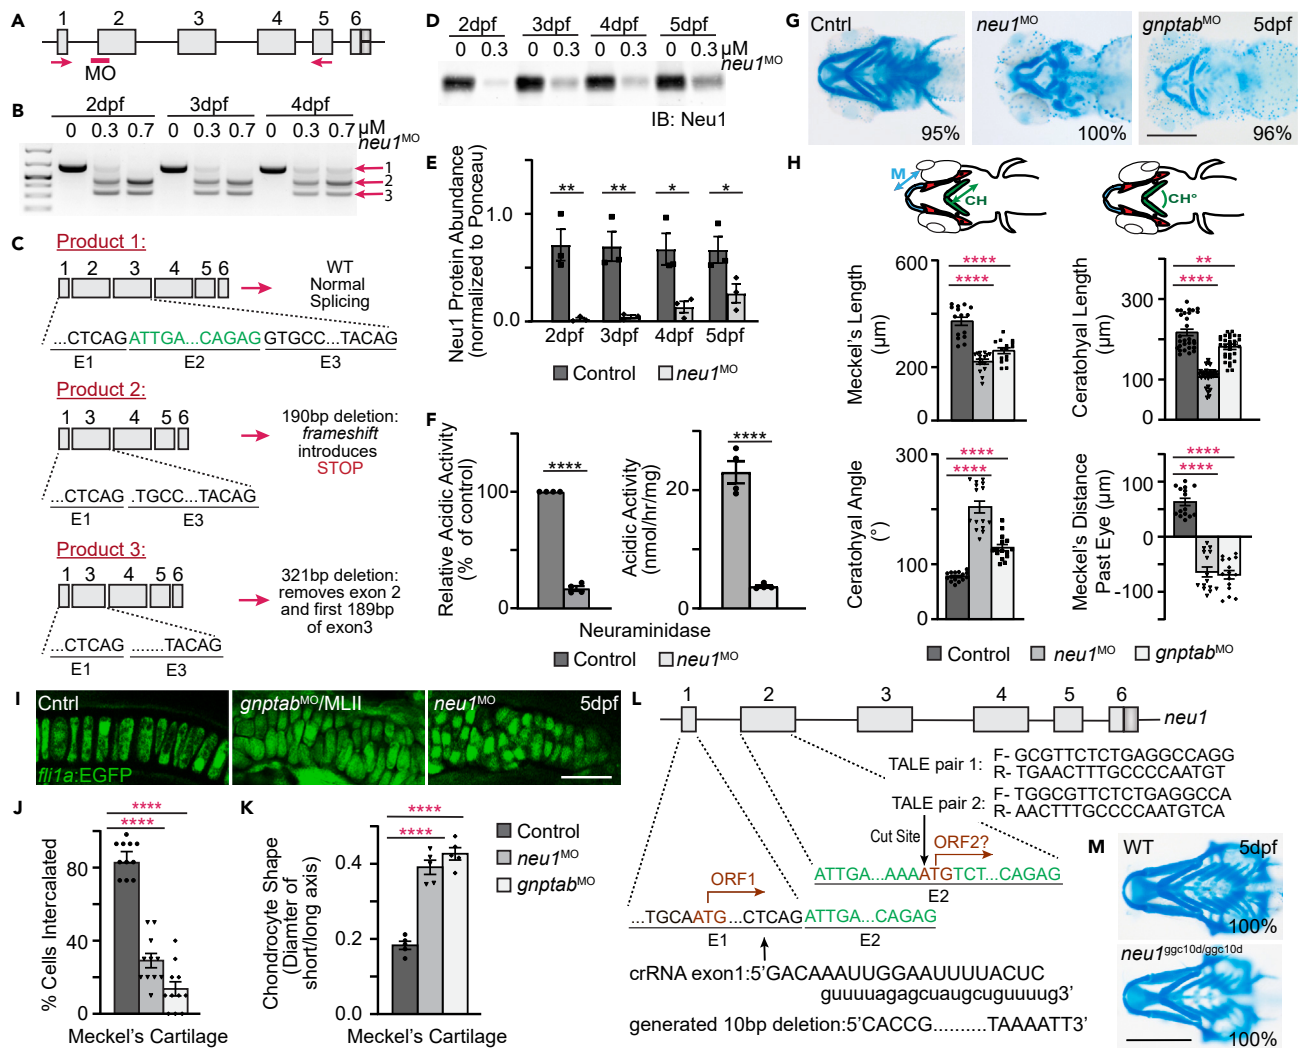 A
1 2 3 4 5 6
MO
B
2dpf 3dpf 4dpf
0 0.3 0.7 0 0.3 0.7 0 0.3 0.7 µM
neu1MO
1
2
3
C
Product 1:
1 2 3 4 5 6
WT
Normal
Splicing
...CTCAG ATTGA...CAGAG GTGCC...TACAG
E1 E2 E3
Product 2:
1 3 4 5 6
190bp deletion:
frameshift
introduces
STOP
...CTCAG .TGCC...TACAG
E1 E3
Product 3:
1 3 4 5 6
321bp deletion:
removes exon 2
and first 189bp
of exon3
...CTCAG .......TACAG
E1 E3
D
2dpf 3dpf 4dpf 5dpf
0 0.3 0 0.3 0 0.3 0 0.3 µM
neu1MO
IB: Neu1
E
Neu1 Protein Abundance
(normalized to Ponceau)
1.0
0.0
** ** * *
2dpf 3dpf 4dpf 5dpf
Control neu1MO
F
Relative Acidic Activity
(% of control)
100
0
****
Acidic Activity
(nmol/hr/mg)
20
0
****
Neuraminidase
Control neu1MO
G
Cntrl neu1MO gnptabMO 5dpf
95% 100% 96%
H
M CH CH°
Meckel's Length
(µm)
600
400
200
0
****
****
Ceratohyal Length
(µm)
300
100
0
**
****
Ceratohyal Angle
(°)
300
100
0
****
****
Meckel's Distance
Past Eye (µm)
100
0
-100
****
****
Control neu1MO gnptabMO
I
Cntrl gnptabMO/MLII neu1MO 5dpf
fli1a:EGFP
J
% Cells Intercalated
80
40
0
****
****
Meckel's Cartilage
K
Chondrocyte Shape
(Diamter of
short/long axis)
0.4
0.2
0.0
****
****
Meckel's Cartilage
Control
neu1MO
gnptabMO
L
1 2 3 4 5 6
neu1
TALE pair 1: F- GCGTTCTCTGAGGCCAGG
R- TGAACTTTGCCCCAATGT
TALE pair 2: F- TGGCGTTCTCTGAGGCCA
R- AACTTTGCCCCAATGTCA
Cut Site
ORF2?
ATTGA...AAAATGTCT...CAGAG
E2
ORF1
...TGCAATG...CTCAG ATTGA...CAGAG
E1 E2
crRNA exon1:5'GACAAAUUGGAAUUUUACUC
guuuuagagcuaugcuguuuug3'
generated 10bp deletion:5'CACCG..........TAAAATT3'
M
WT 5dpf
100%
neu1ggc10d/ggc10d
100%